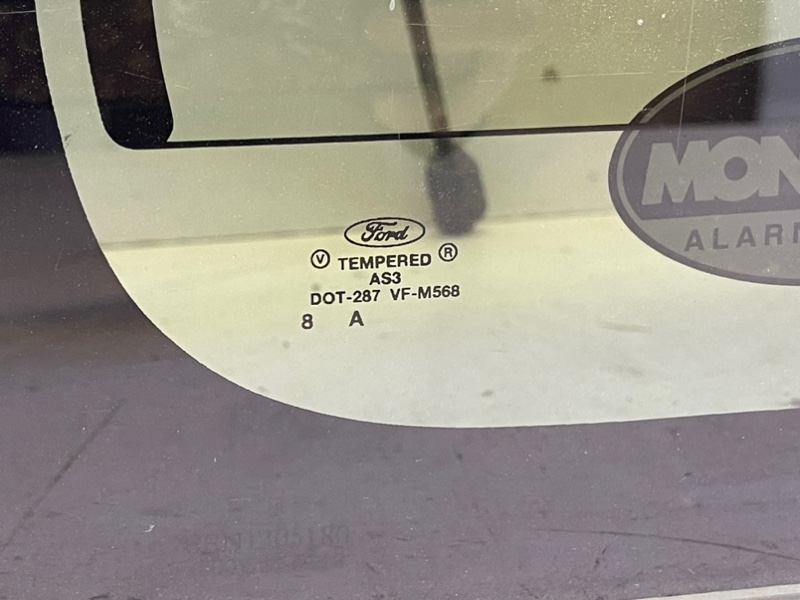 MON
ALARM
Ford
V TEMPERED R
AS3
DOT-287 VF-M568
8 A